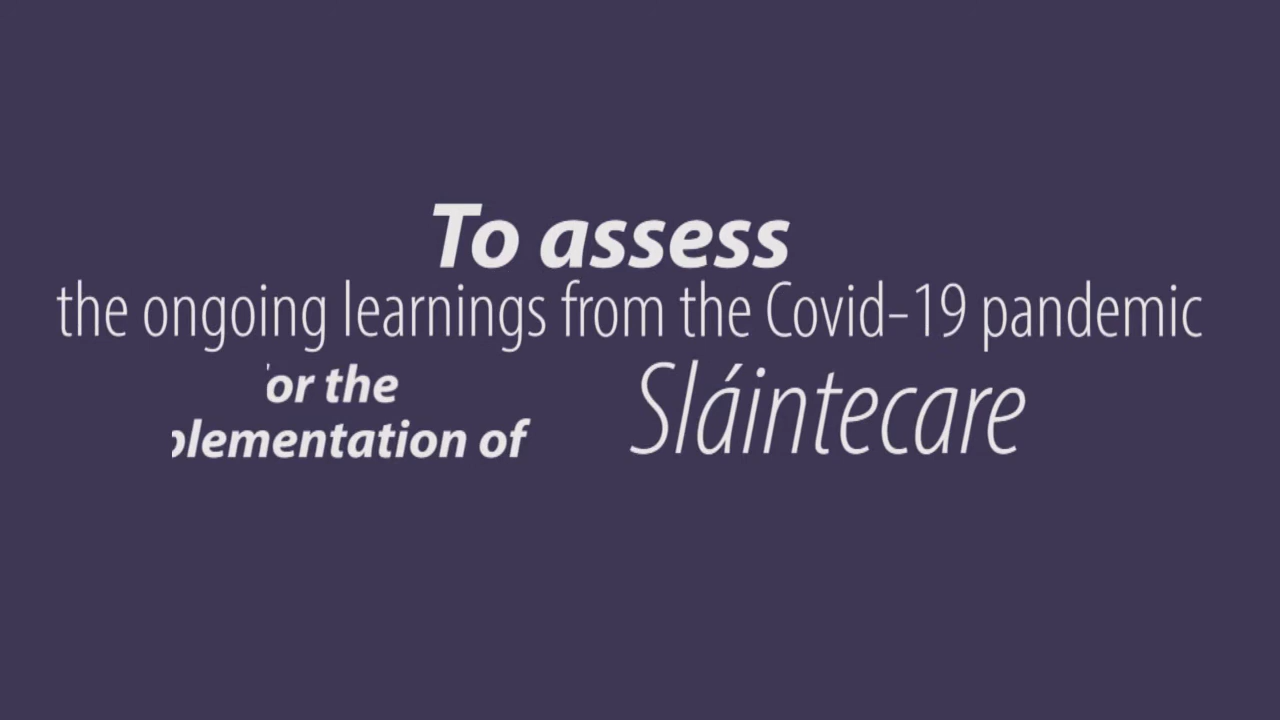 To assess
the ongoing learnings from the Covid-19 pandemic
or the
plementation of
Sláintecare